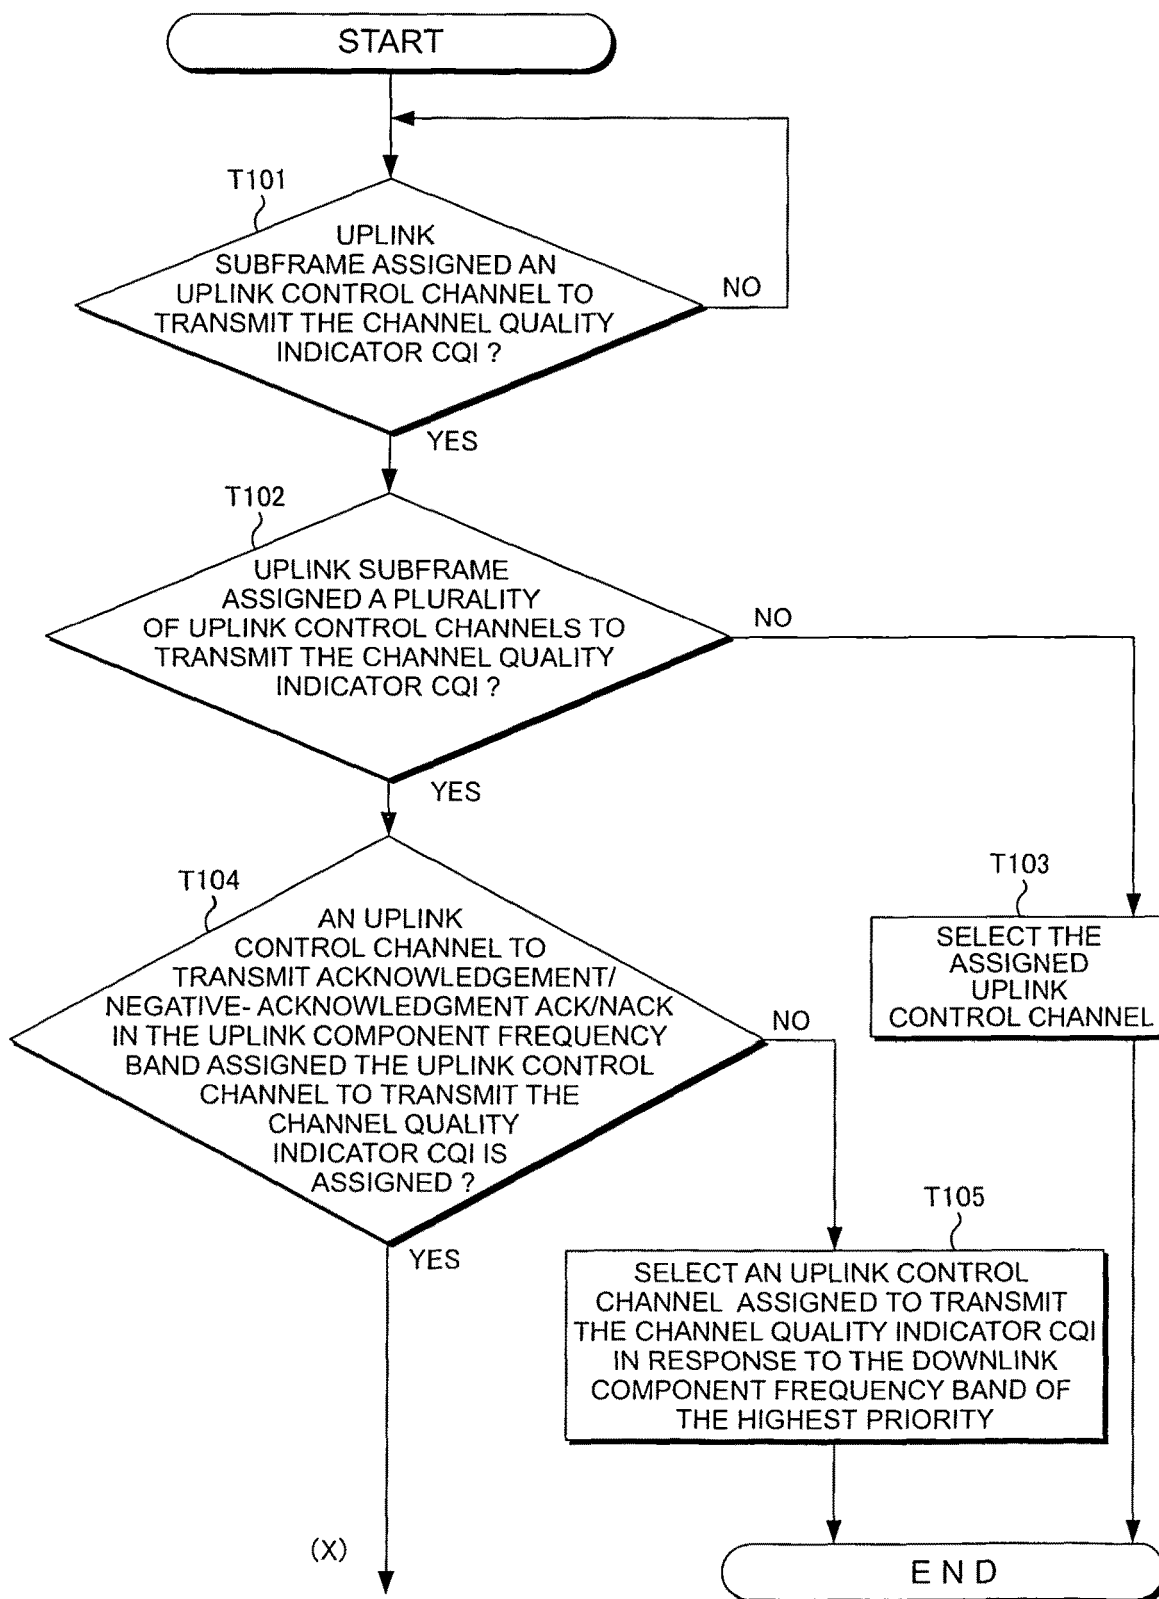 START
T101
UPLINK
SUBFRAME ASSIGNED AN
UPLINK CONTROL CHANNEL TO
TRANSMIT THE CHANNEL QUALITY
INDICATOR CQI ?
NO
YES
T102
UPLINK SUBFRAME
ASSIGNED A PLURALITY
OF UPLINK CONTROL CHANNELS TO
TRANSMIT THE CHANNEL QUALITY
INDICATOR CQI ?
NO
YES
T103
SELECT THE
ASSIGNED
UPLINK
CONTROL CHANNEL
T104
AN UPLINK
CONTROL CHANNEL TO
TRANSMIT ACKNOWLEDGEMENT/
NEGATIVE- ACKNOWLEDGMENT ACK/NACK
IN THE UPLINK COMPONENT FREQUENCY
BAND ASSIGNED THE UPLINK CONTROL
CHANNEL TO TRANSMIT THE
CHANNEL QUALITY
INDICATOR CQI IS
ASSIGNED ?
NO
YES
T105
SELECT AN UPLINK CONTROL
CHANNEL ASSIGNED TO TRANSMIT
THE CHANNEL QUALITY INDICATOR CQI
IN RESPONSE TO THE DOWNLINK
COMPONENT FREQUENCY BAND OF
THE HIGHEST PRIORITY
(X)
E N D